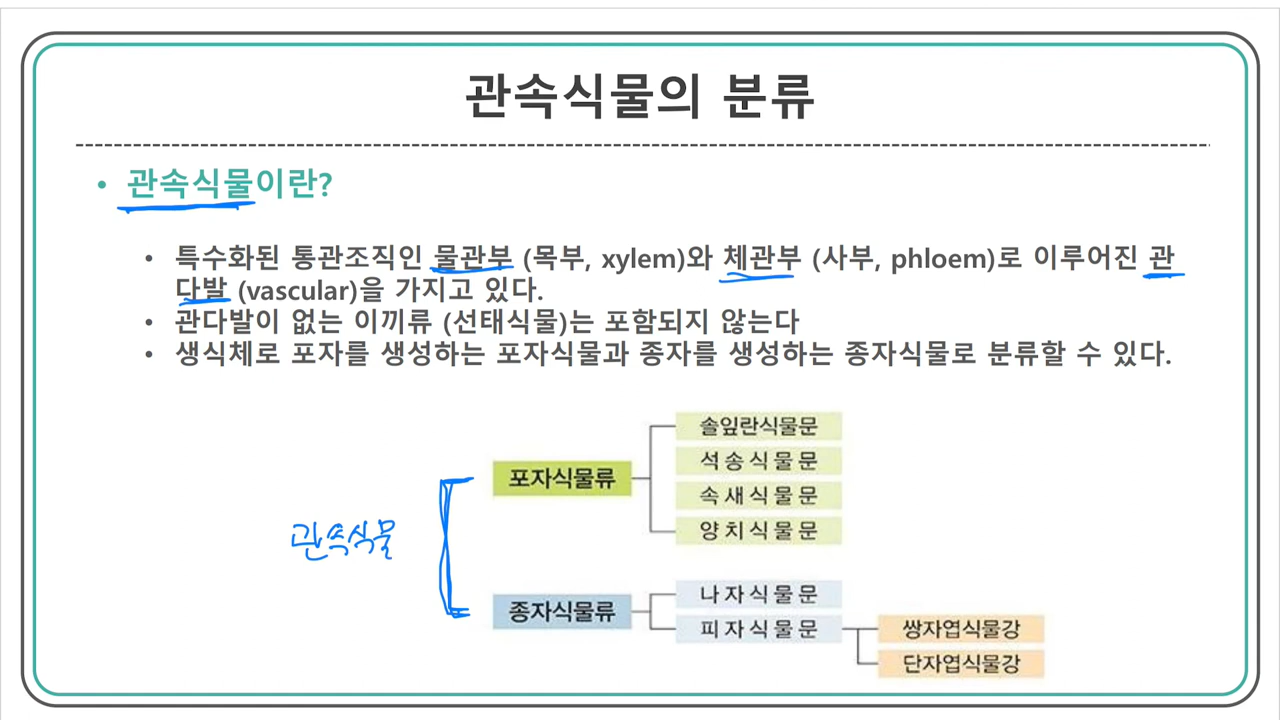 관속식물의 분류
• 관속식물이란?
• 특수화된 통관조직인 물관부 (목부, xylem)와 체관부 (사부, phloem)로 이루어진 관
다발 (vascular)을 가지고 있다.
• 관다발이 없는 이끼류 (선태식물)는 포함되지 않는다
• 생식체로 포자를 생성하는 포자식물과 종자를 생성하는 종자식물로 분류할 수 있다.
관속식물
포자식물류
솔잎란식물문
석송식물문
속새식물문
양치식물문
종자식물류
나자식물문
피자식물문
쌍자엽식물강
단자엽식물강